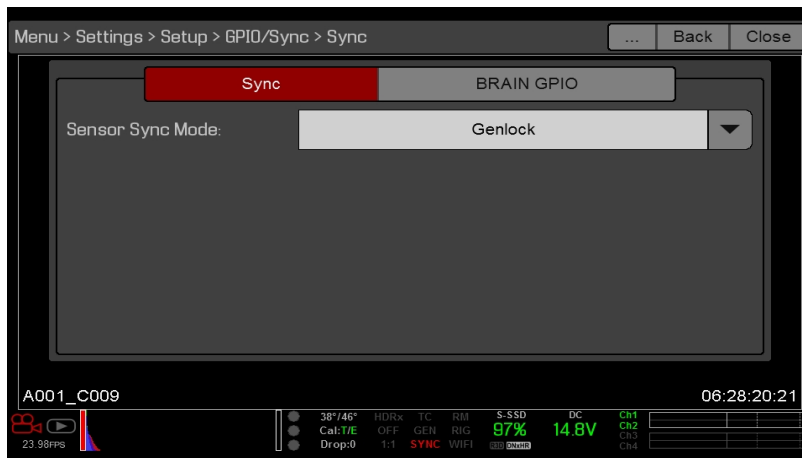 Menu > Settings > Setup > GPIO/Sync > Sync ... Back Close
Sync BRAIN GPIO
Sensor Sync Mode: Genlock
A001_C009 06:28:20:21
38°/46° HDRx TC RM S-SSD DC Ch1
Cal:T/E OFF GEN RIG 97% 14.8V Ch2
23.98FPS Drop:0 1:1 SYNC WIFI R3D DNxHR Ch3
Ch4